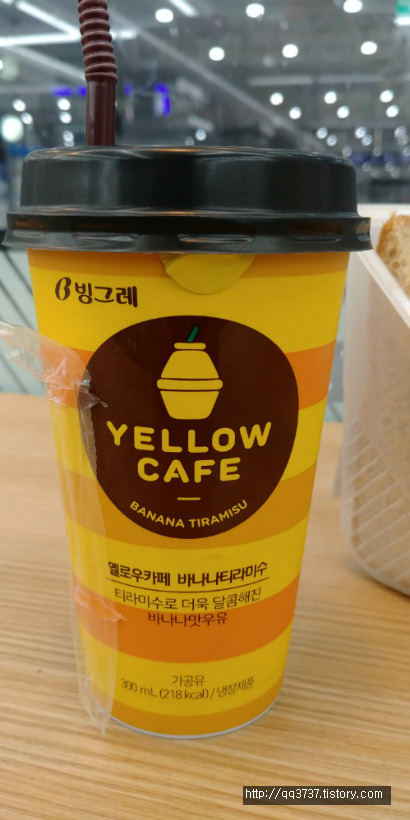 빙그레
YELLOW
CAFE
BANANA TIRAMISU
옐로우카페 바나나티라미수
티라미수로 더욱 달콤해진
바나나맛우유
가공유
300 mL (218 kcal) / 냉장제품
http://qq3737.tistory.com